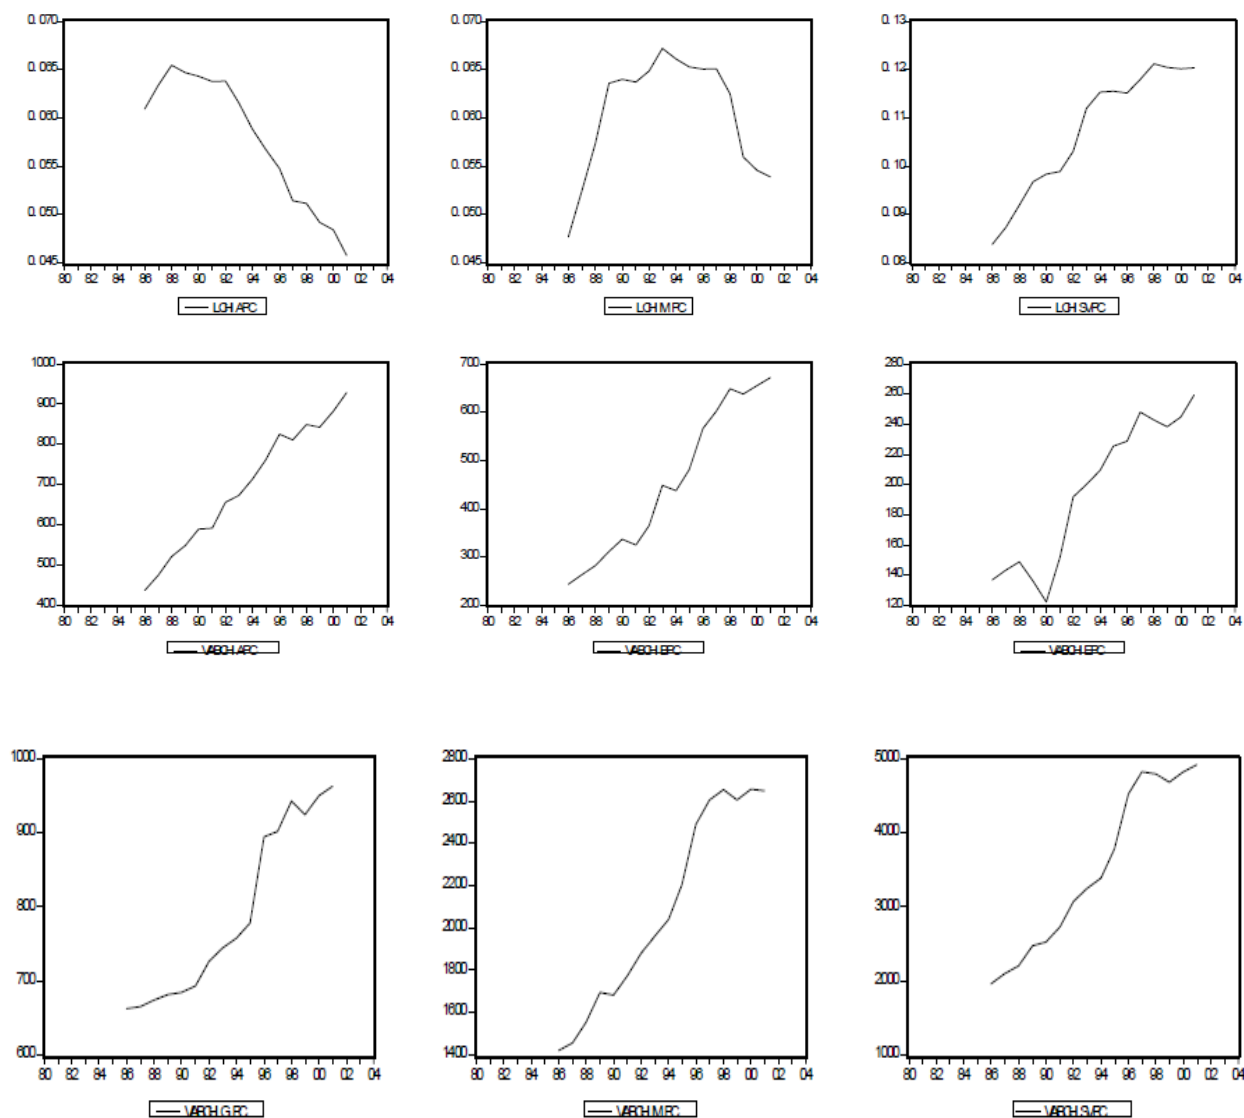 0.070 0.070 0.13
0.065 0.065 0.12
0.060 0.060 0.11
0.055 0.055 0.10
0.050 0.050 0.09
0.045 0.045 0.08
80 82 84 86 88 90 92 94 96 98 00 02 04
80 82 84 86 88 90 92 94 96 98 00 02 04
80 82 84 86 88 90 92 94 96 98 00 02 04
LCHIAPC LCHIMPC LCHISVPC
1000 700 280
900 600 260
800 500 240
700 400 220
600 300 200
500 200 180
400 160
140
120
80 82 84 86 88 90 92 94 96 98 00 02 04
80 82 84 86 88 90 92 94 96 98 00 02 04
80 82 84 86 88 90 92 94 96 98 00 02 04
VABCHIAPC VABCHIBPC VABCHIEPC
1000 2800 5000
900 2600 4000
800 2400 3000
700 2200 2000
600 2000 1000
1800
1600
1400
80 82 84 86 88 90 92 94 96 98 00 02 04
80 82 84 86 88 90 92 94 96 98 00 02 04
80 82 84 86 88 90 92 94 96 98 00 02 04
VABCHIGPC VABCHIMPC VABCHISVPC